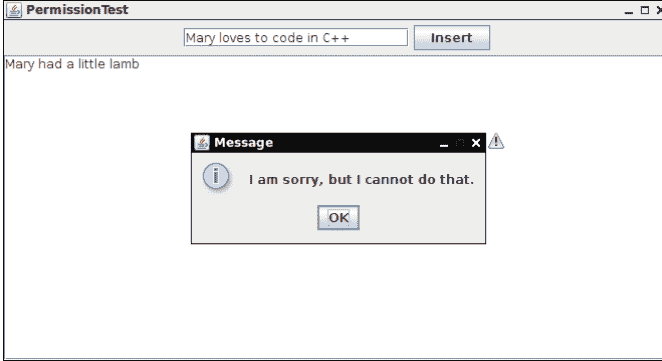 PermissionTest
Mary loves to code in C++ Insert
Mary had a little lamb
Message
I am sorry, but I cannot do that.
OK